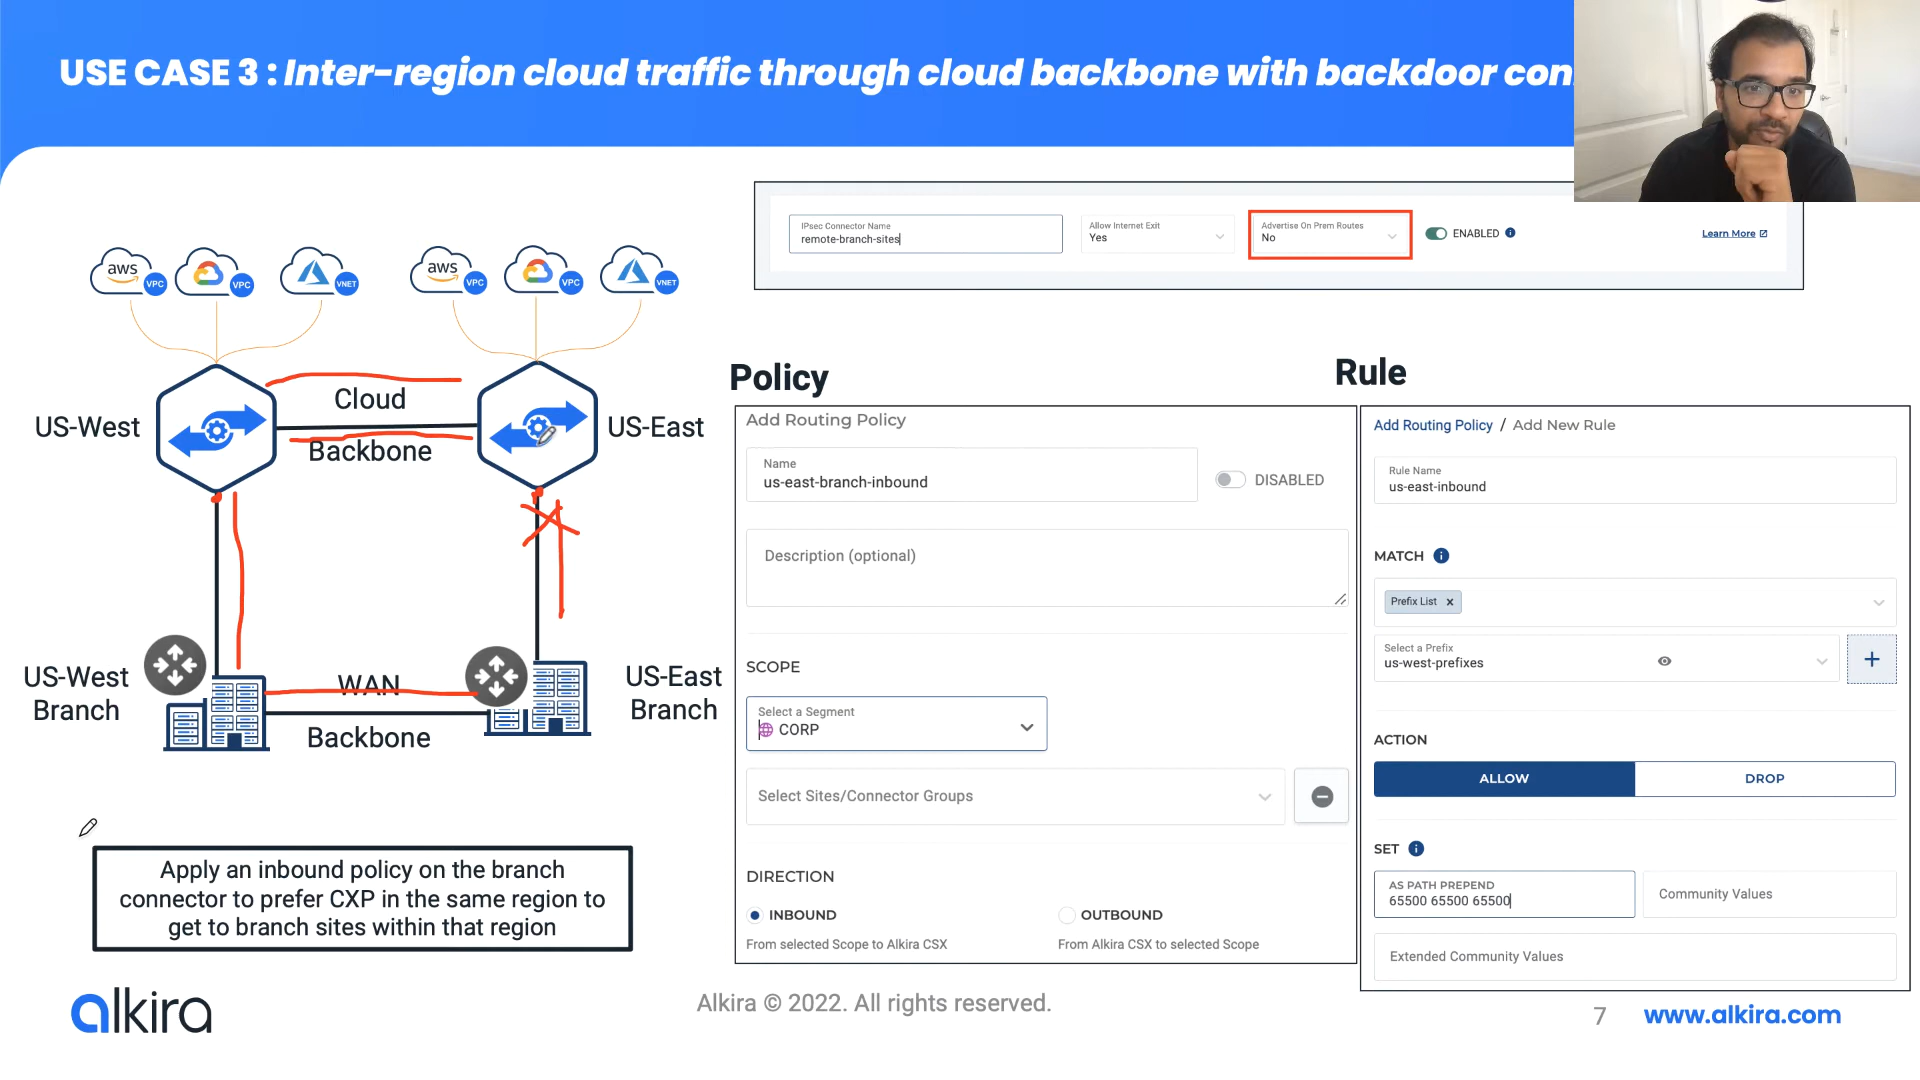 USE CASE 3 : Inter-region cloud traffic through cloud backbone with backdoor con
IPsec Connector Name
remote-branch-sites
Allow Internet Exit
Yes
Advertise On Prem Routes
No
ENABLED
Learn More
aws
VPC
VPC
VNET
aws
VPC
VPC
VNET
US-West
Cloud
Backbone
US-East
US-West
Branch
WAN
Backbone
US-East
Branch
Apply an inbound policy on the branch
connector to prefer CXP in the same region to
get to branch sites within that region
Policy
Add Routing Policy
Name
us-east-branch-inbound
DISABLED
Description (optional)
SCOPE
Select a Segment
CORP
Select Sites/Connector Groups
DIRECTION
INBOUND
From selected Scope to Alkira CSX
OUTBOUND
From Alkira CSX to selected Scope
Rule
Add Routing Policy / Add New Rule
Rule Name
us-east-inbound
MATCH
Prefix List x
Select a Prefix
us-west-prefixes
ACTION
ALLOW
DROP
SET
AS PATH PREPEND
65500 65500 65500
Community Values
Extended Community Values
alkira
Alkira © 2022. All rights reserved.
7
www.alkira.com